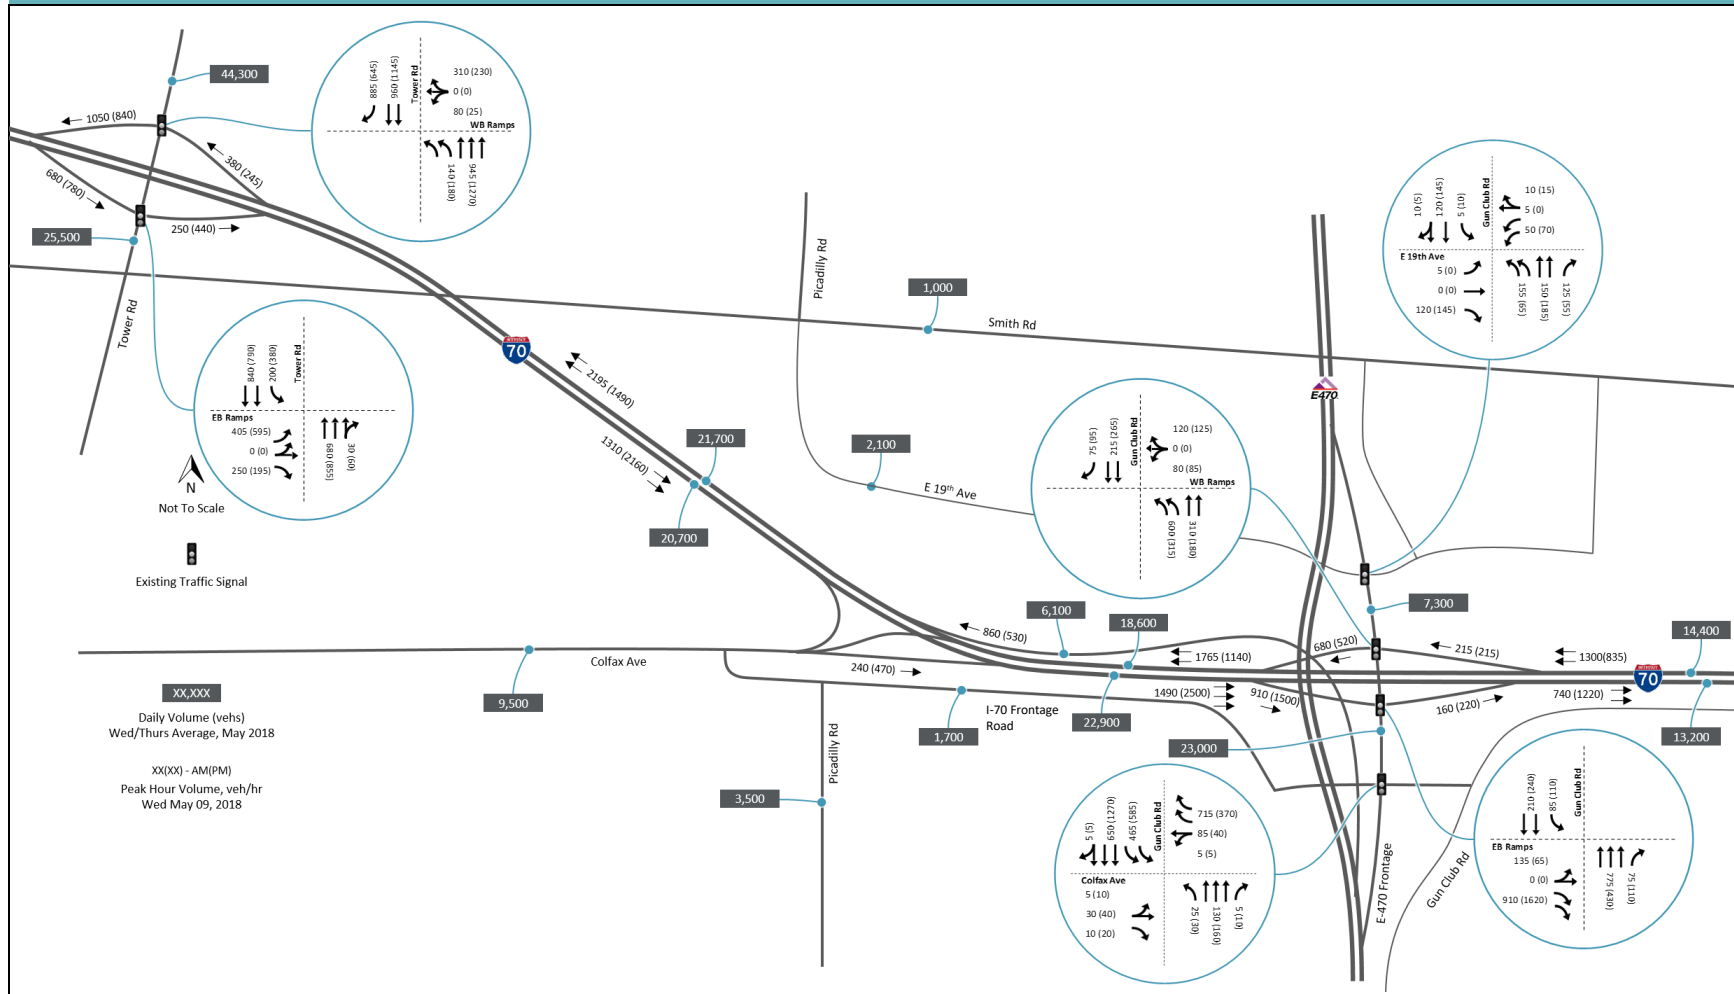 44,300
1050 (840)
380 (245)
680 (780)
250 (440)
25,500
Tower Rd
885 (645)
960 (1145)
Tower Rd
310 (230)
0 (0)
80 (25)
WB Ramps
140 (180)
945 (1270)
840 (790)
200 (380)
Tower Rd
EB Ramps
405 (595)
0 (0)
250 (195)
680 (855)
30 (60)
N
Not To Scale
Existing Traffic Signal
INTERSTATE
70
2195 (1490)
1310 (2160)
21,700
20,700
Picadilly Rd
1,000
Smith Rd
2,100
E 19th Ave
E470
10 (5)
120 (145)
5 (10)
Gun Club Rd
10 (15)
5 (0)
50 (70)
E 19th Ave
5 (0)
0 (0)
120 (145)
155 (65)
150 (185)
125 (55)
75 (95)
215 (265)
Gun Club Rd
120 (125)
0 (0)
80 (85)
WB Ramps
600 (315)
310 (180)
7,300
6,100
18,600
14,400
860 (530)
1765 (1140)
680 (520)
215 (215)
1300(835)
INTERSTATE
70
Colfax Ave
240 (470)
1490 (2500)
910 (1500)
160 (220)
740 (1220)
9,500
1,700
I-70 Frontage
Road
22,900
23,000
13,200
XX,XXX
Daily Volume (vehs)
Wed/Thurs Average, May 2018
XX(XX) - AM(PM)
Peak Hour Volume, veh/hr
Wed May 09, 2018
Picadilly Rd
3,500
5 (5)
650 (1270)
465 (585)
Gun Club Rd
715 (370)
85 (40)
5 (5)
Colfax Ave
5 (10)
30 (40)
10 (20)
25 (30)
130 (160)
5 (10)
E-470 Frontage
Gun Club Rd
210 (240)
85 (110)
Gun Club Rd
EB Ramps
135 (65)
0 (0)
910 (1620)
775 (430)
75 (110)